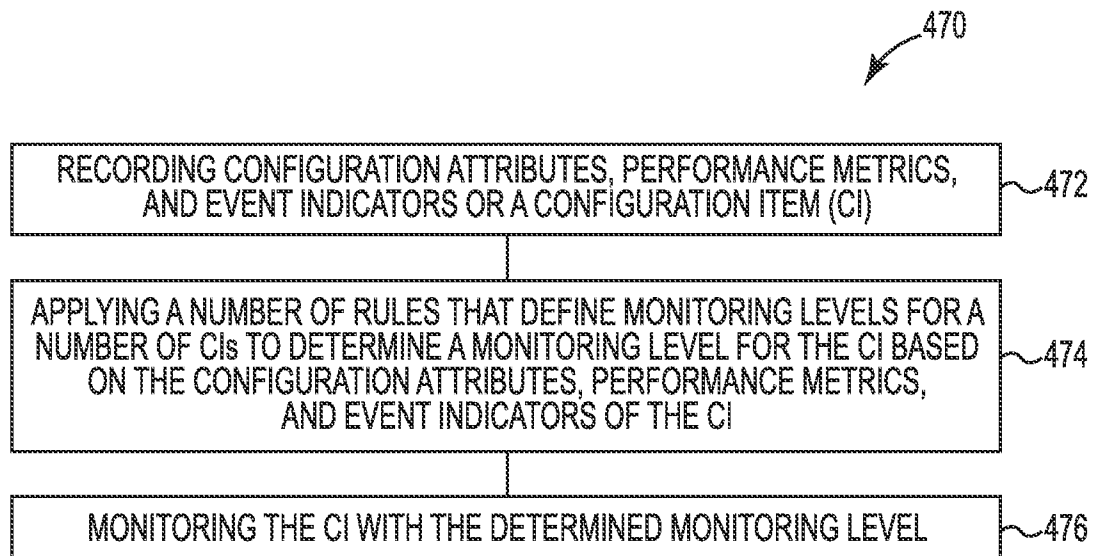 470
RECORDING CONFIGURATION ATTRIBUTES, PERFORMANCE METRICS,
AND EVENT INDICATORS OR A CONFIGURATION ITEM (CI)
472
APPLYING A NUMBER OF RULES THAT DEFINE MONITORING LEVELS FOR A
NUMBER OF CIs TO DETERMINE A MONITORING LEVEL FOR THE CI BASED
ON THE CONFIGURATION ATTRIBUTES, PERFORMANCE METRICS,
AND EVENT INDICATORS OF THE CI
474
MONITORING THE CI WITH THE DETERMINED MONITORING LEVEL
476